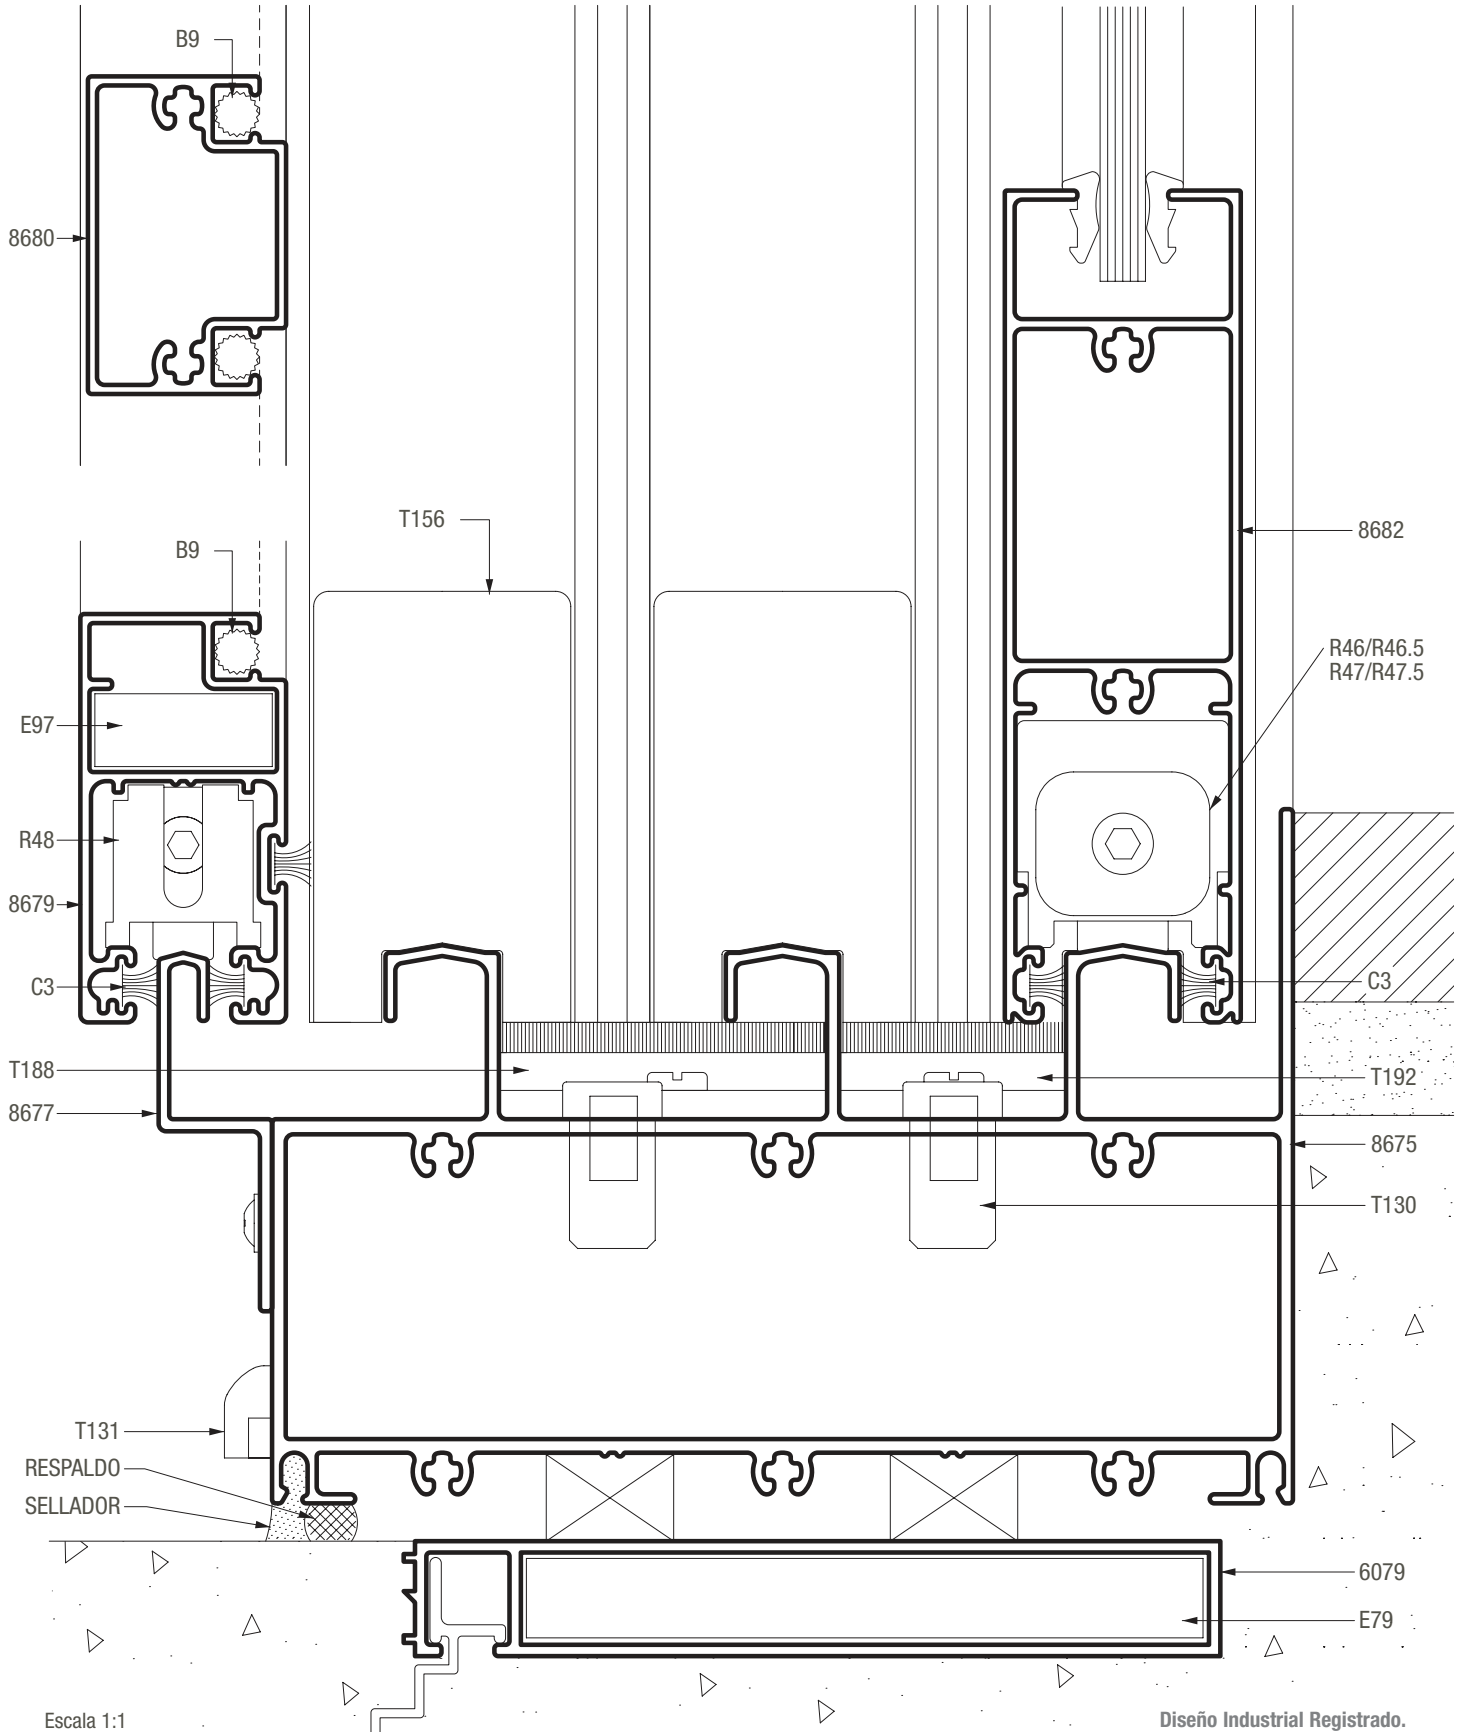 B9
8680
T156
B9
8682
R46/R46.5
R47/R47.5
E97
R48
8679
C3
C3
T188
T192
8677
8675
T130
T131
RESPALDO
SELLADOR
6079
E79
Escala 1:1
Diseño Industrial Registrado.